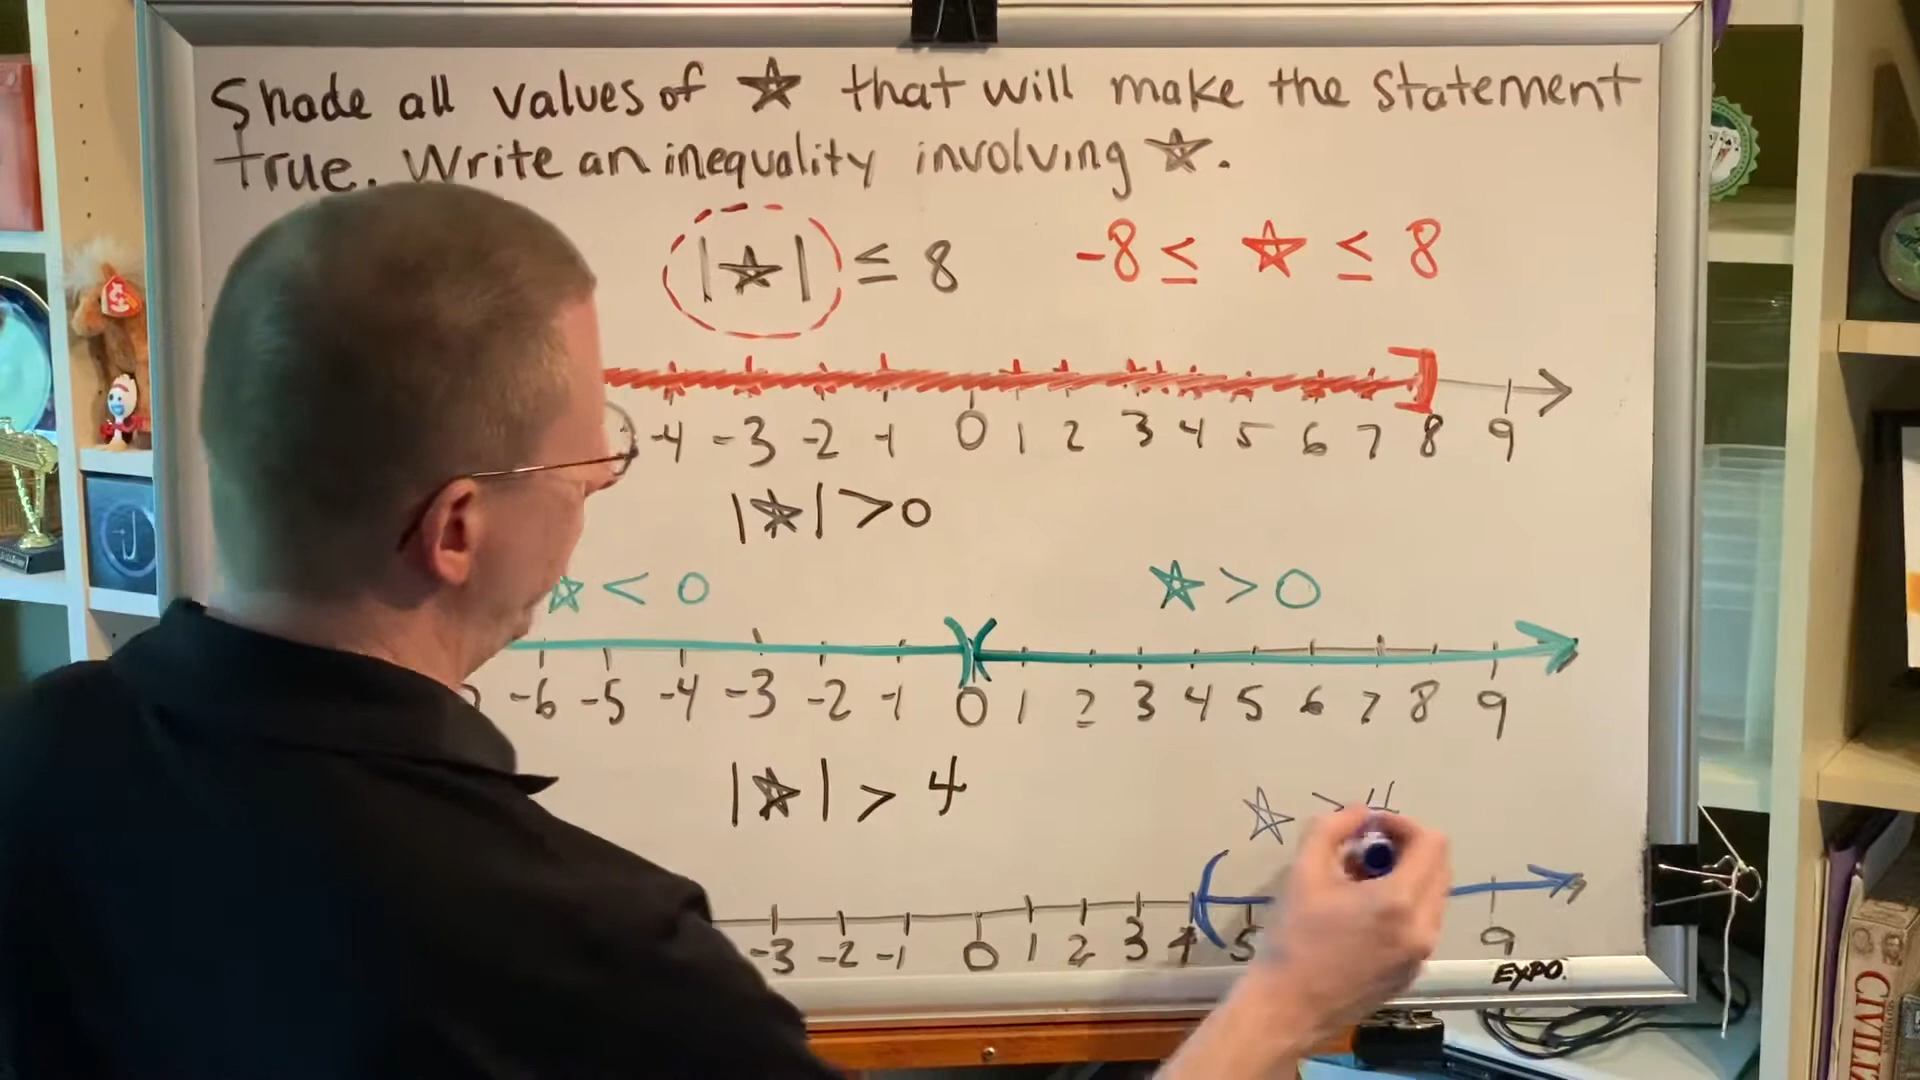 Shade all values of ☆ that will make the statement
true. Write an inequality involving ☆.
|☆| ≤ 8
-8 ≤ ☆ ≤ 8
-4 -3 -2 -1 0 1 2 3 4 5 6 7 8 9
|☆| > 0
☆ < 0
☆ > 0
-6 -5 -4 -3 -2 -1 0 1 2 3 4 5 6 7 8 9
|☆| > 4
☆ > 4
-3 -2 -1 0 1 2 3 4 5 9
EXPO